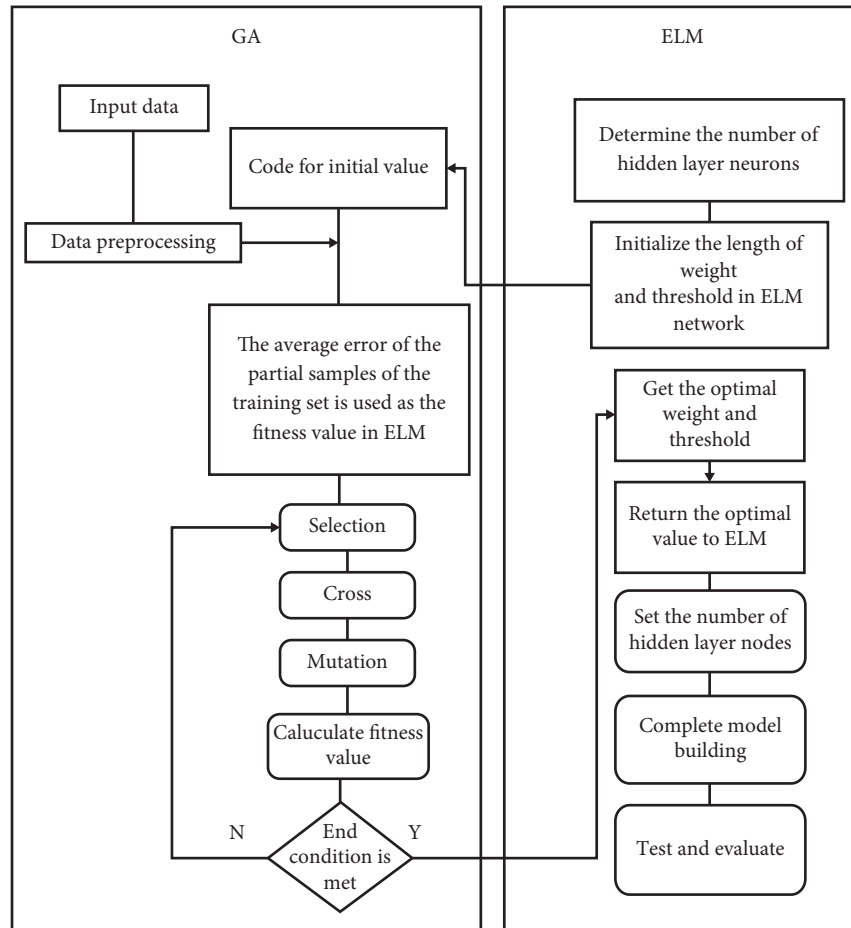 GA
Input data
Code for initial value
Data preprocessing
The average error of the
partial samples of the
training set is used as the
fitness value in ELM
Selection
Cross
Mutation
Caluculate fitness
value
N
End
condition is
met
Y
ELM
Determine the number of
hidden layer neurons
Initialize the length of
weight
and threshold in ELM
network
Get the optimal
weight and
threshold
Return the optimal
value to ELM
Set the number of
hidden layer nodes
Complete model
building
Test and evaluate